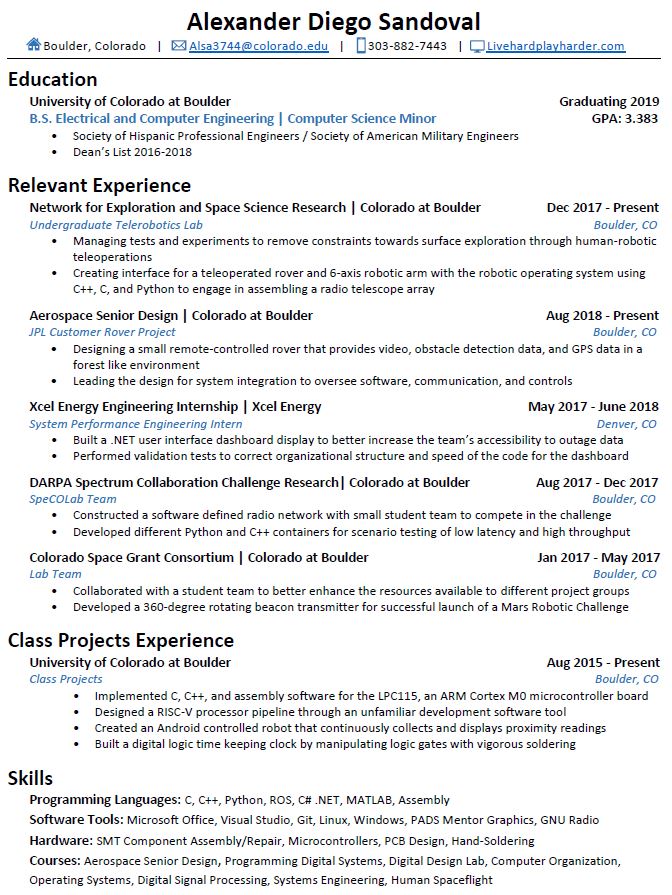 Alexander Diego Sandoval
Boulder, Colorado | Alsa3744@colorado.edu | 303-882-7443 | Livehardplayharder.com
Education
University of Colorado at Boulder Graduating 2019
B.S. Electrical and Computer Engineering | Computer Science Minor GPA: 3.383
• Society of Hispanic Professional Engineers / Society of American Military Engineers
• Dean's List 2016-2018
Relevant Experience
Network for Exploration and Space Science Research | Colorado at Boulder Dec 2017 - Present
Undergraduate Telerobotics Lab Boulder, CO
• Managing tests and experiments to remove constraints towards surface exploration through human-robotic
teleoperations
• Creating interface for a teleoperated rover and 6-axis robotic arm with the robotic operating system using
C++, C, and Python to engage in assembling a radio telescope array
Aerospace Senior Design | Colorado at Boulder Aug 2018 - Present
JPL Customer Rover Project Boulder, CO
• Designing a small remote-controlled rover that provides video, obstacle detection data, and GPS data in a
forest like environment
• Leading the design for system integration to oversee software, communication, and controls
Xcel Energy Engineering Internship | Xcel Energy May 2017 - June 2018
System Performance Engineering Intern Denver, CO
• Built a .NET user interface dashboard display to better increase the team's accessibility to outage data
• Performed validation tests to correct organizational structure and speed of the code for the dashboard
DARPA Spectrum Collaboration Challenge Research| Colorado at Boulder Aug 2017 - Dec 2017
SpeCOLab Team Boulder, CO
• Constructed a software defined radio network with small student team to compete in the challenge
• Developed different Python and C++ containers for scenario testing of low latency and high throughput
Colorado Space Grant Consortium | Colorado at Boulder Jan 2017 - May 2017
Lab Team Boulder, CO
• Collaborated with a student team to better enhance the resources available to different project groups
• Developed a 360-degree rotating beacon transmitter for successful launch of a Mars Robotic Challenge
Class Projects Experience
University of Colorado at Boulder Aug 2015 - Present
Class Projects Boulder, CO
• Implemented C, C++, and assembly software for the LPC115, an ARM Cortex M0 microcontroller board
• Designed a RISC-V processor pipeline through an unfamiliar development software tool
• Created an Android controlled robot that continuously collects and displays proximity readings
• Built a digital logic time keeping clock by manipulating logic gates with vigorous soldering
Skills
Programming Languages: C, C++, Python, ROS, C# .NET, MATLAB, Assembly
Software Tools: Microsoft Office, Visual Studio, Git, Linux, Windows, PADS Mentor Graphics, GNU Radio
Hardware: SMT Component Assembly/Repair, Microcontrollers, PCB Design, Hand-Soldering
Courses: Aerospace Senior Design, Programming Digital Systems, Digital Design Lab, Computer Organization,
Operating Systems, Digital Signal Processing, Systems Engineering, Human Spaceflight